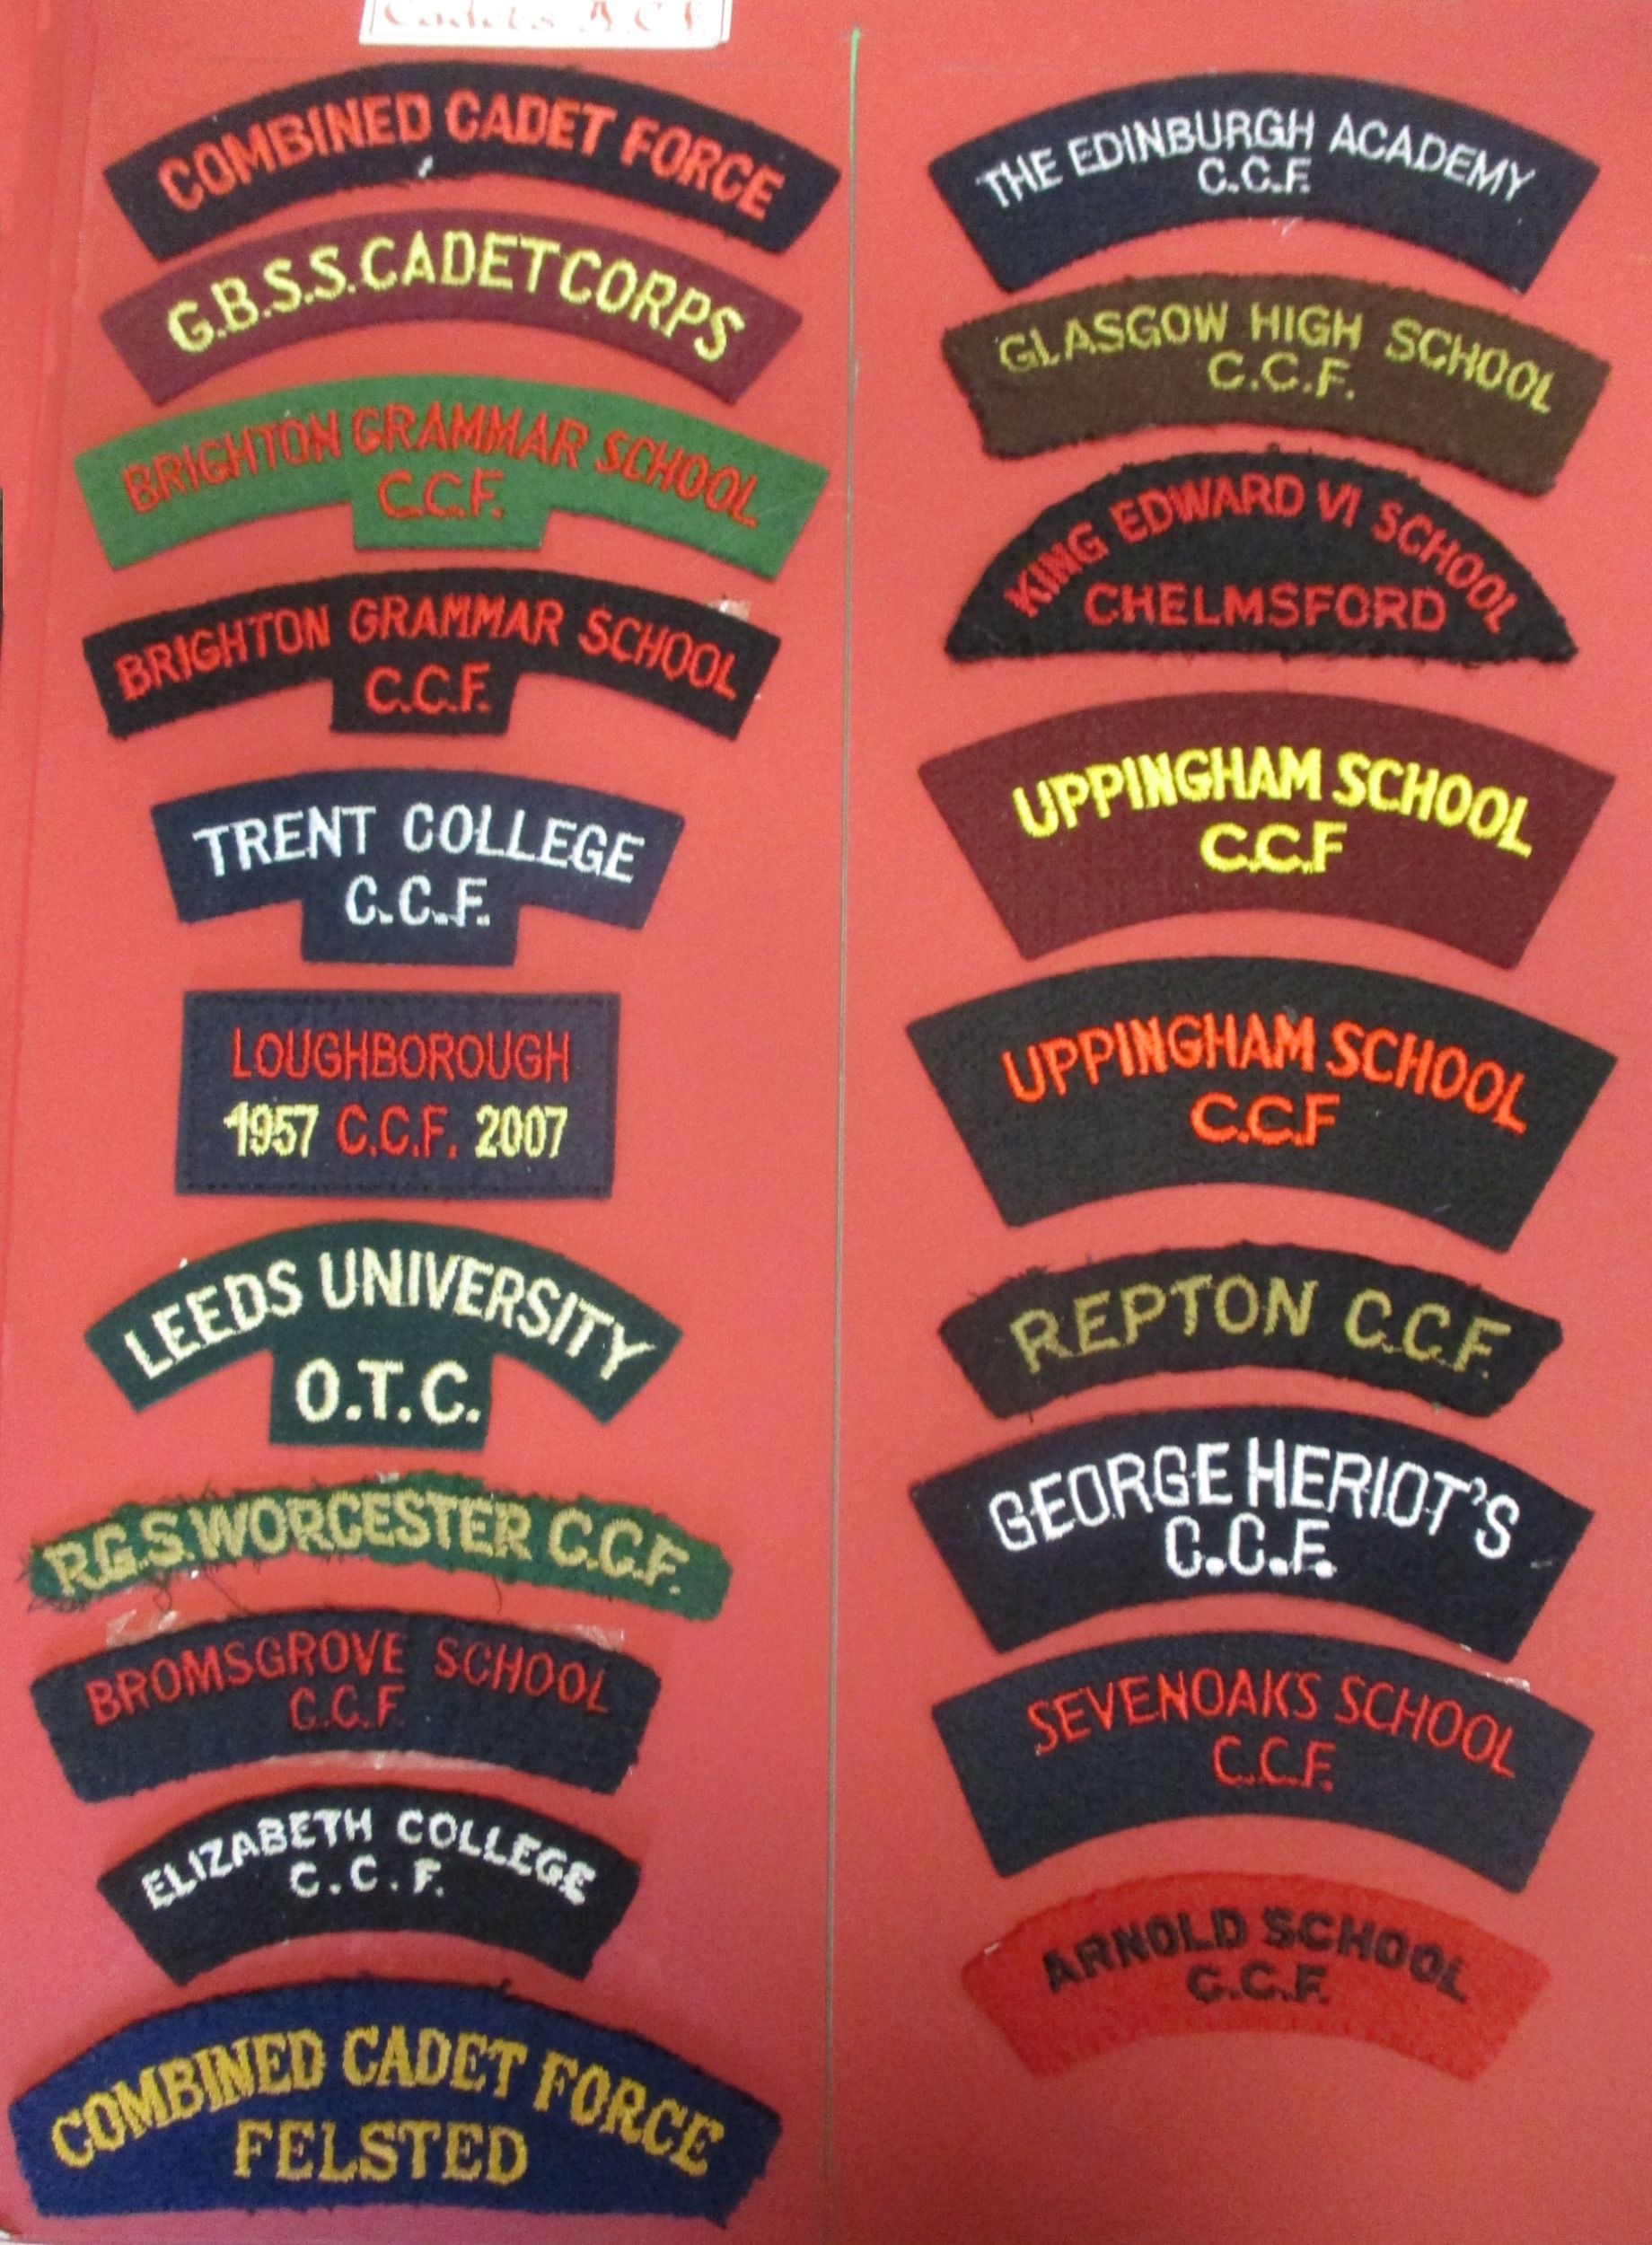 Cadets A.C.F.
COMBINED CADET FORCE
G.B.S.S. CADET CORPS
BRIGHTON GRAMMAR SCHOOL
C.C.F.
BRIGHTON GRAMMAR SCHOOL
C.C.F.
TRENT COLLEGE
C.C.F.
LOUGHBOROUGH
1957 C.C.F. 2007
LEEDS UNIVERSITY
O.T.C.
R.G.S. WORCESTER C.C.F.
BROMSGROVE SCHOOL
C.C.F.
ELIZABETH COLLEGE
C.C.F.
COMBINED CADET FORCE
FELSTED
THE EDINBURGH ACADEMY
C.C.F.
GLASGOW HIGH SCHOOL
C.C.F.
KING EDWARD VI SCHOOL
CHELMSFORD
UPPINGHAM SCHOOL
C.C.F
UPPINGHAM SCHOOL
C.C.F
REPTON C.C.F.
GEORGE HERIOT'S
C.C.F.
SEVENOAKS SCHOOL
C.C.F.
ARNOLD SCHOOL
C.C.F.